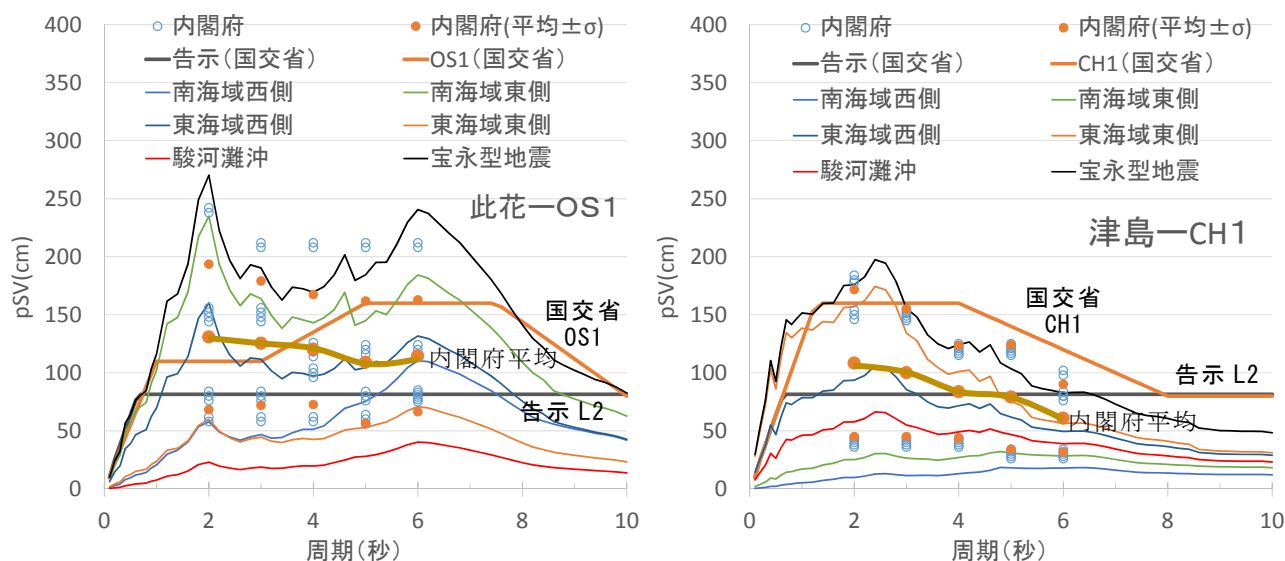 400
350
300
250
200
150
100
50
0
pSV(cm)
内閣府
内閣府(平均±σ)
告示(国交省)
OS1(国交省)
南海域西側
南海域東側
東海域西側
東海域東側
駿河灘沖
宝永型地震
此花ーOS1
国交省
OS1
内閣府平均
告示 L2
0
2
4
6
8
10
周期(秒)
400
350
300
250
200
150
100
50
0
pSV(cm)
内閣府
内閣府(平均±σ)
告示(国交省)
CH1(国交省)
南海域西側
南海域東側
東海域西側
東海域東側
駿河灘沖
宝永型地震
津島ーCH1
国交省
CH1
告示 L2
内閣府平均
0
2
4
6
8
10
周期(秒)